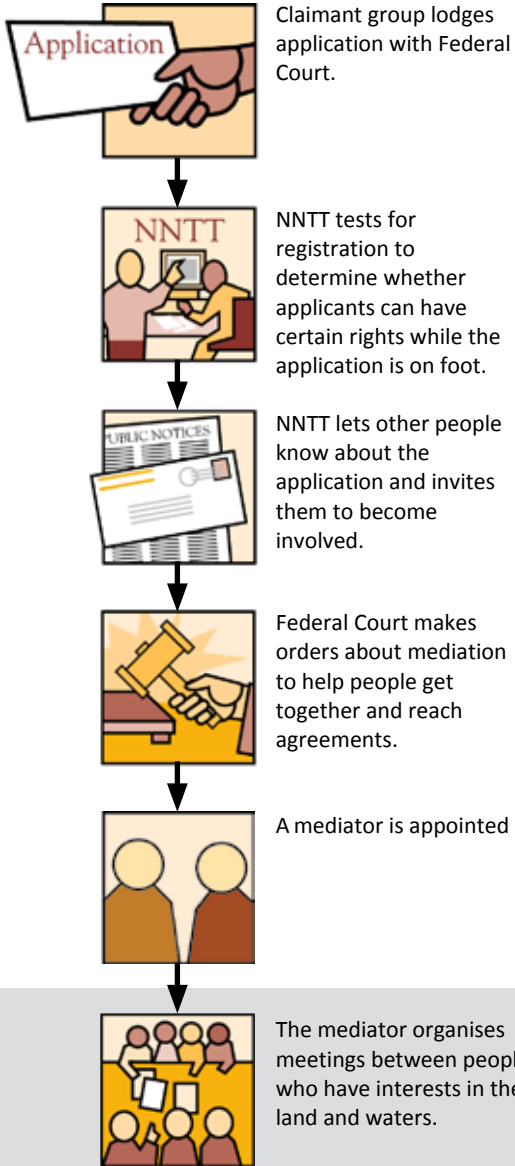 Application
Claimant group lodges
application with Federal
Court.
NNTT
NNTT tests for
registration to
determine whether
applicants can have
certain rights while the
application is on foot.
PUBLIC NOTICES
NNTT lets other people
know about the
application and invites
them to become
involved.
Federal Court makes
orders about mediation
to help people get
together and reach
agreements.
A mediator is appointed
The mediator organises
meetings between peopl
who have interests in the
land and waters.